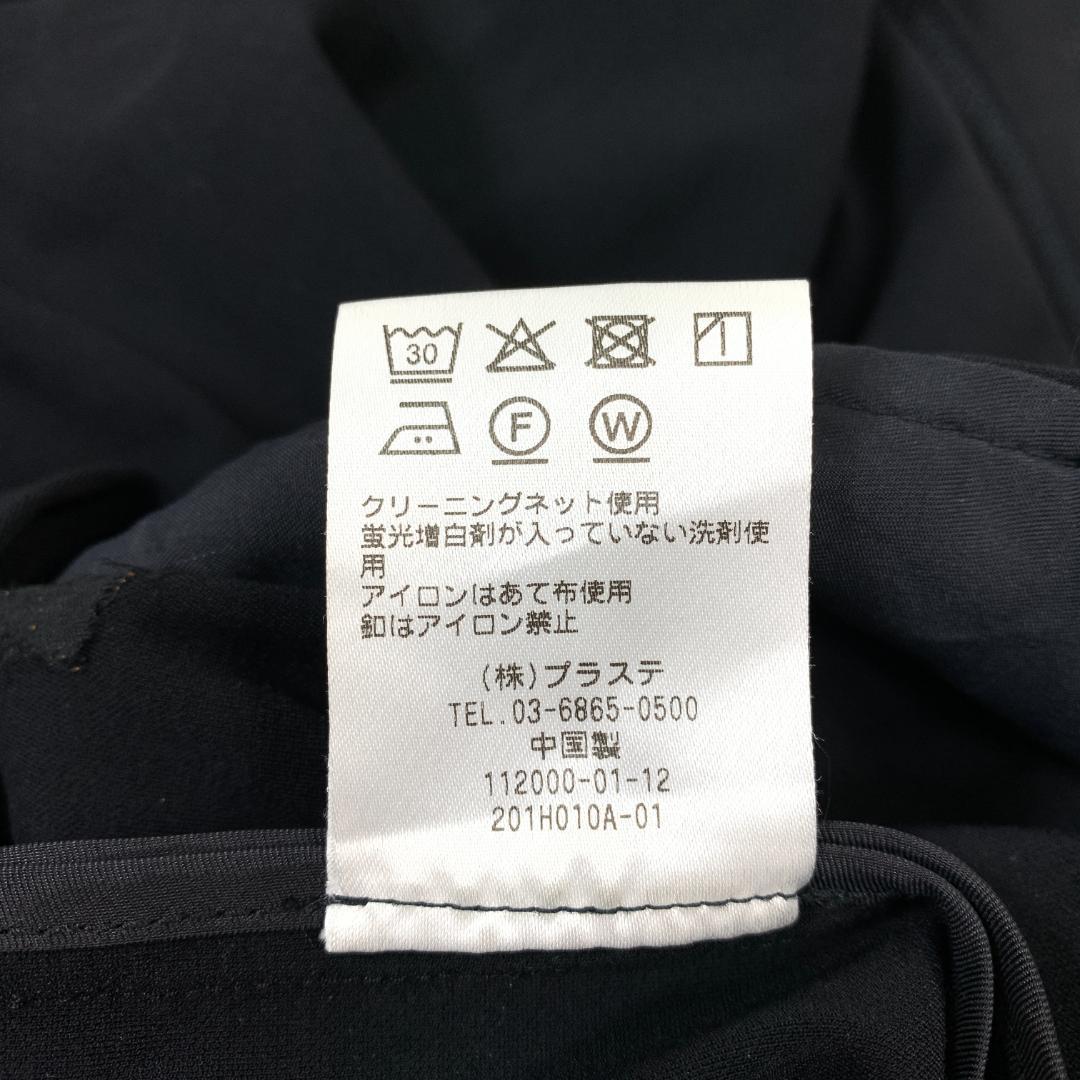 30
F W
クリーニングネット使用
蛍光増白剤が入っていない洗剤使
用
アイロンはあて布使用
釦はアイロン禁止
(株)プラステ
TEL.03-6865-0500
中国製
112000-01-12
201H010A-01